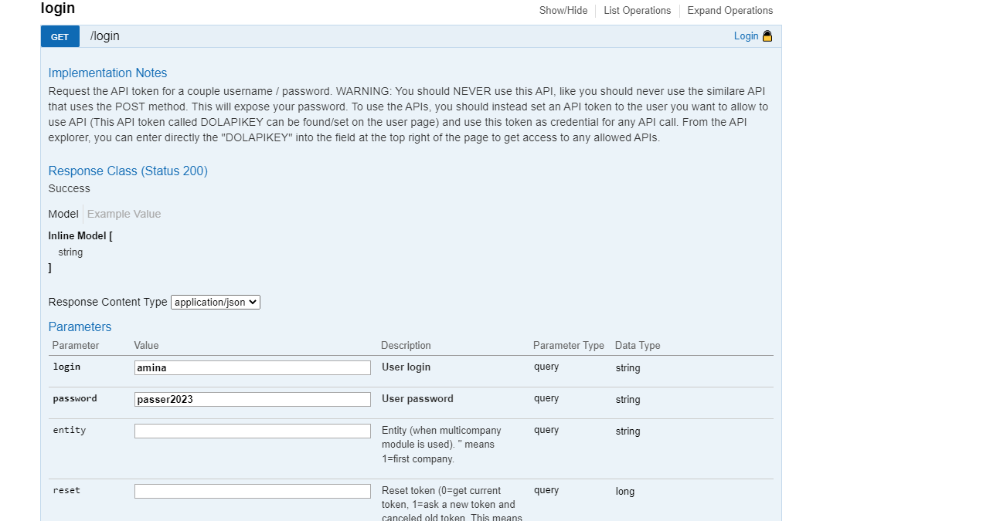 login
Show/Hide List Operations Expand Operations
GET /login Login
Implementation Notes
Request the API token for a couple username / password. WARNING: You should NEVER use this API, like you should never use the similare API
that uses the POST method. This will expose your password. To use the APIs, you should instead set an API token to the user you want to allow to
use API (This API token called DOLAPIKEY can be found/set on the user page) and use this token as credential for any API call. From the API
explorer, you can enter directly the "DOLAPIKEY" into the field at the top right of the page to get access to any allowed APIs.
Response Class (Status 200)
Success
Model Example Value
Inline Model [
string
]
Response Content Type application/json
Parameters
Parameter Value Description Parameter Type Data Type
login amina User login query string
password passer2023 User password query string
entity Entity (when multicompany query string
module is used). '' means
1=first company.
reset Reset token (0=get current query long
token, 1=ask a new token and
canceled old token. This means